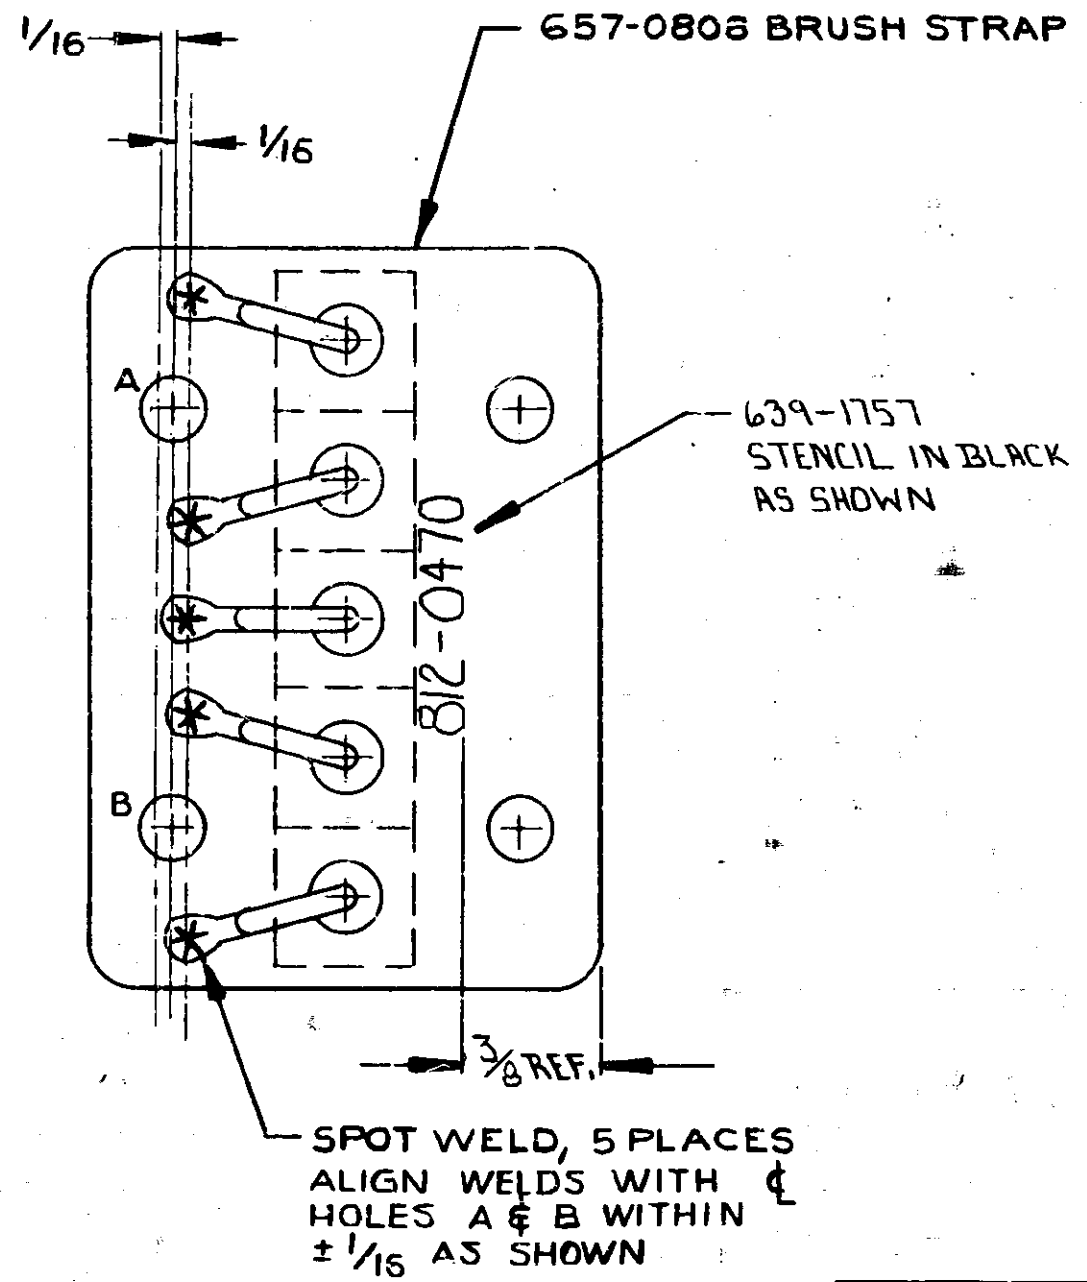 1/16
657-0808 BRUSH STRAP
1/16
A
639-1757
STENCIL IN BLACK
AS SHOWN
812-0470
B
3/8 REF.
SPOT WELD, 5 PLACES
ALIGN WELDS WITH ℄
HOLES A & B WITHIN
± 1/16 AS SHOWN